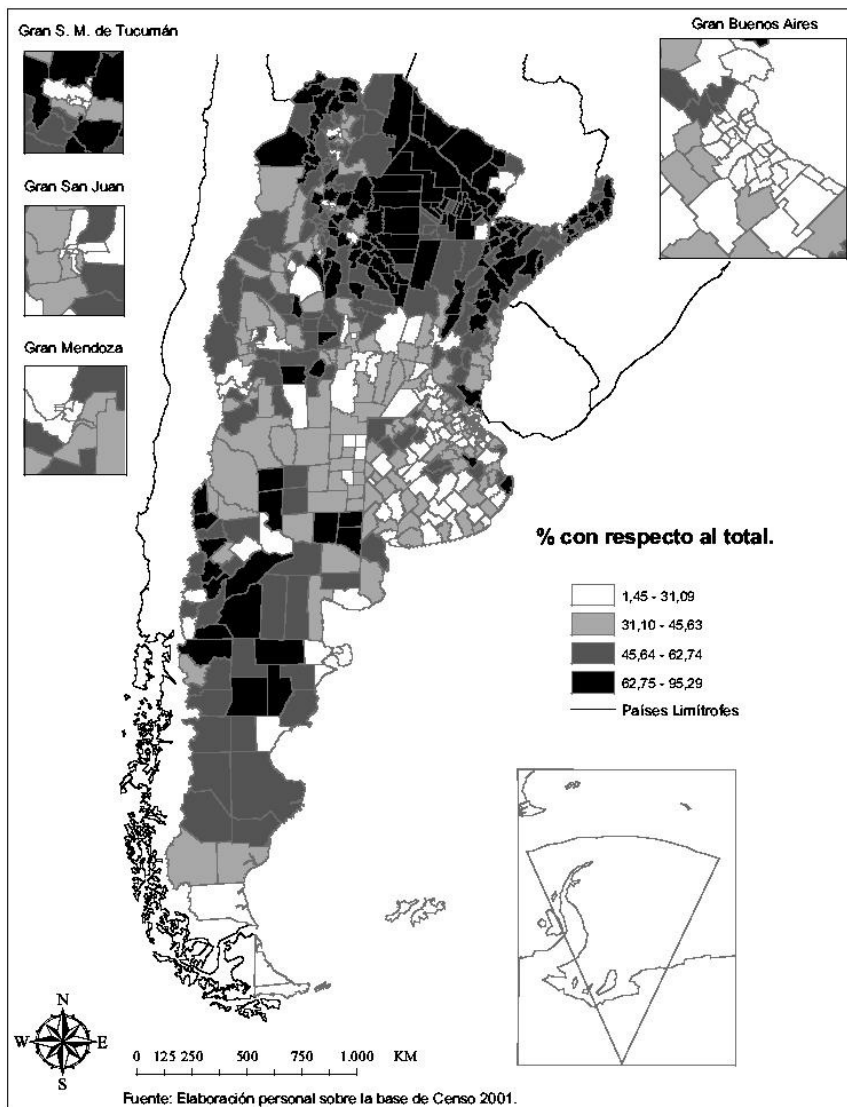 Gran S. M. de Tucumán
Gran Buenos Aires
Gran San Juan
Gran Mendoza
% con respecto al total.
1,45 - 31,09
31,10 - 45,63
45,64 - 62,74
62,75 - 95,29
Países Limítrofes
N
W E
S
0 125 250 500 750 1.000 KM
Fuente: Elaboración personal sobre la base de Censo 2001.